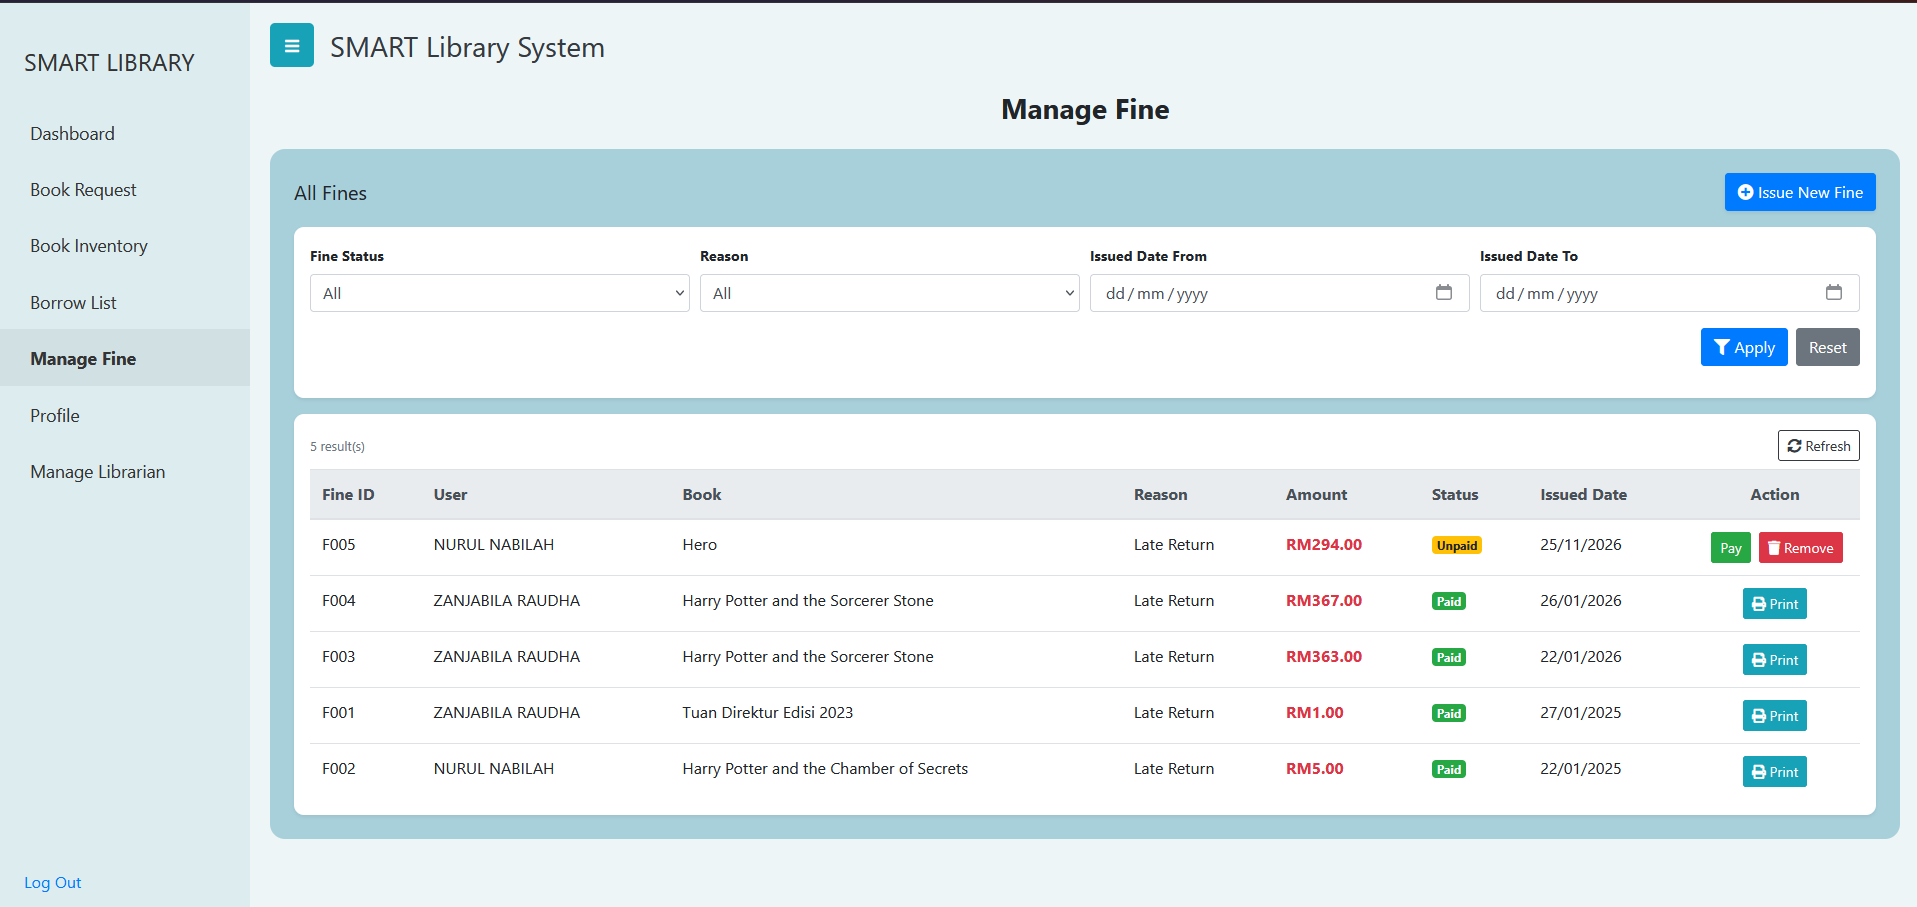 SMART LIBRARY
Dashboard
Book Request
Book Inventory
Borrow List
Manage Fine
Profile
Manage Librarian
Log Out
SMART Library System
Manage Fine
All Fines
Issue New Fine
Fine Status Reason Issued Date From Issued Date To
All All dd/mm/yyyy dd/mm/yyyy
Apply Reset
5 result(s) Refresh
Fine ID User Book Reason Amount Status Issued Date Action
F005 NURUL NABILAH Hero Late Return RM294.00 Unpaid 25/11/2026 Pay Remove
F004 ZANJABILA RAUDHA Harry Potter and the Sorcerer Stone Late Return RM367.00 Paid 26/01/2026 Print
F003 ZANJABILA RAUDHA Harry Potter and the Sorcerer Stone Late Return RM363.00 Paid 22/01/2026 Print
F001 ZANJABILA RAUDHA Tuan Direktur Edisi 2023 Late Return RM1.00 Paid 27/01/2025 Print
F002 NURUL NABILAH Harry Potter and the Chamber of Secrets Late Return RM5.00 Paid 22/01/2025 Print